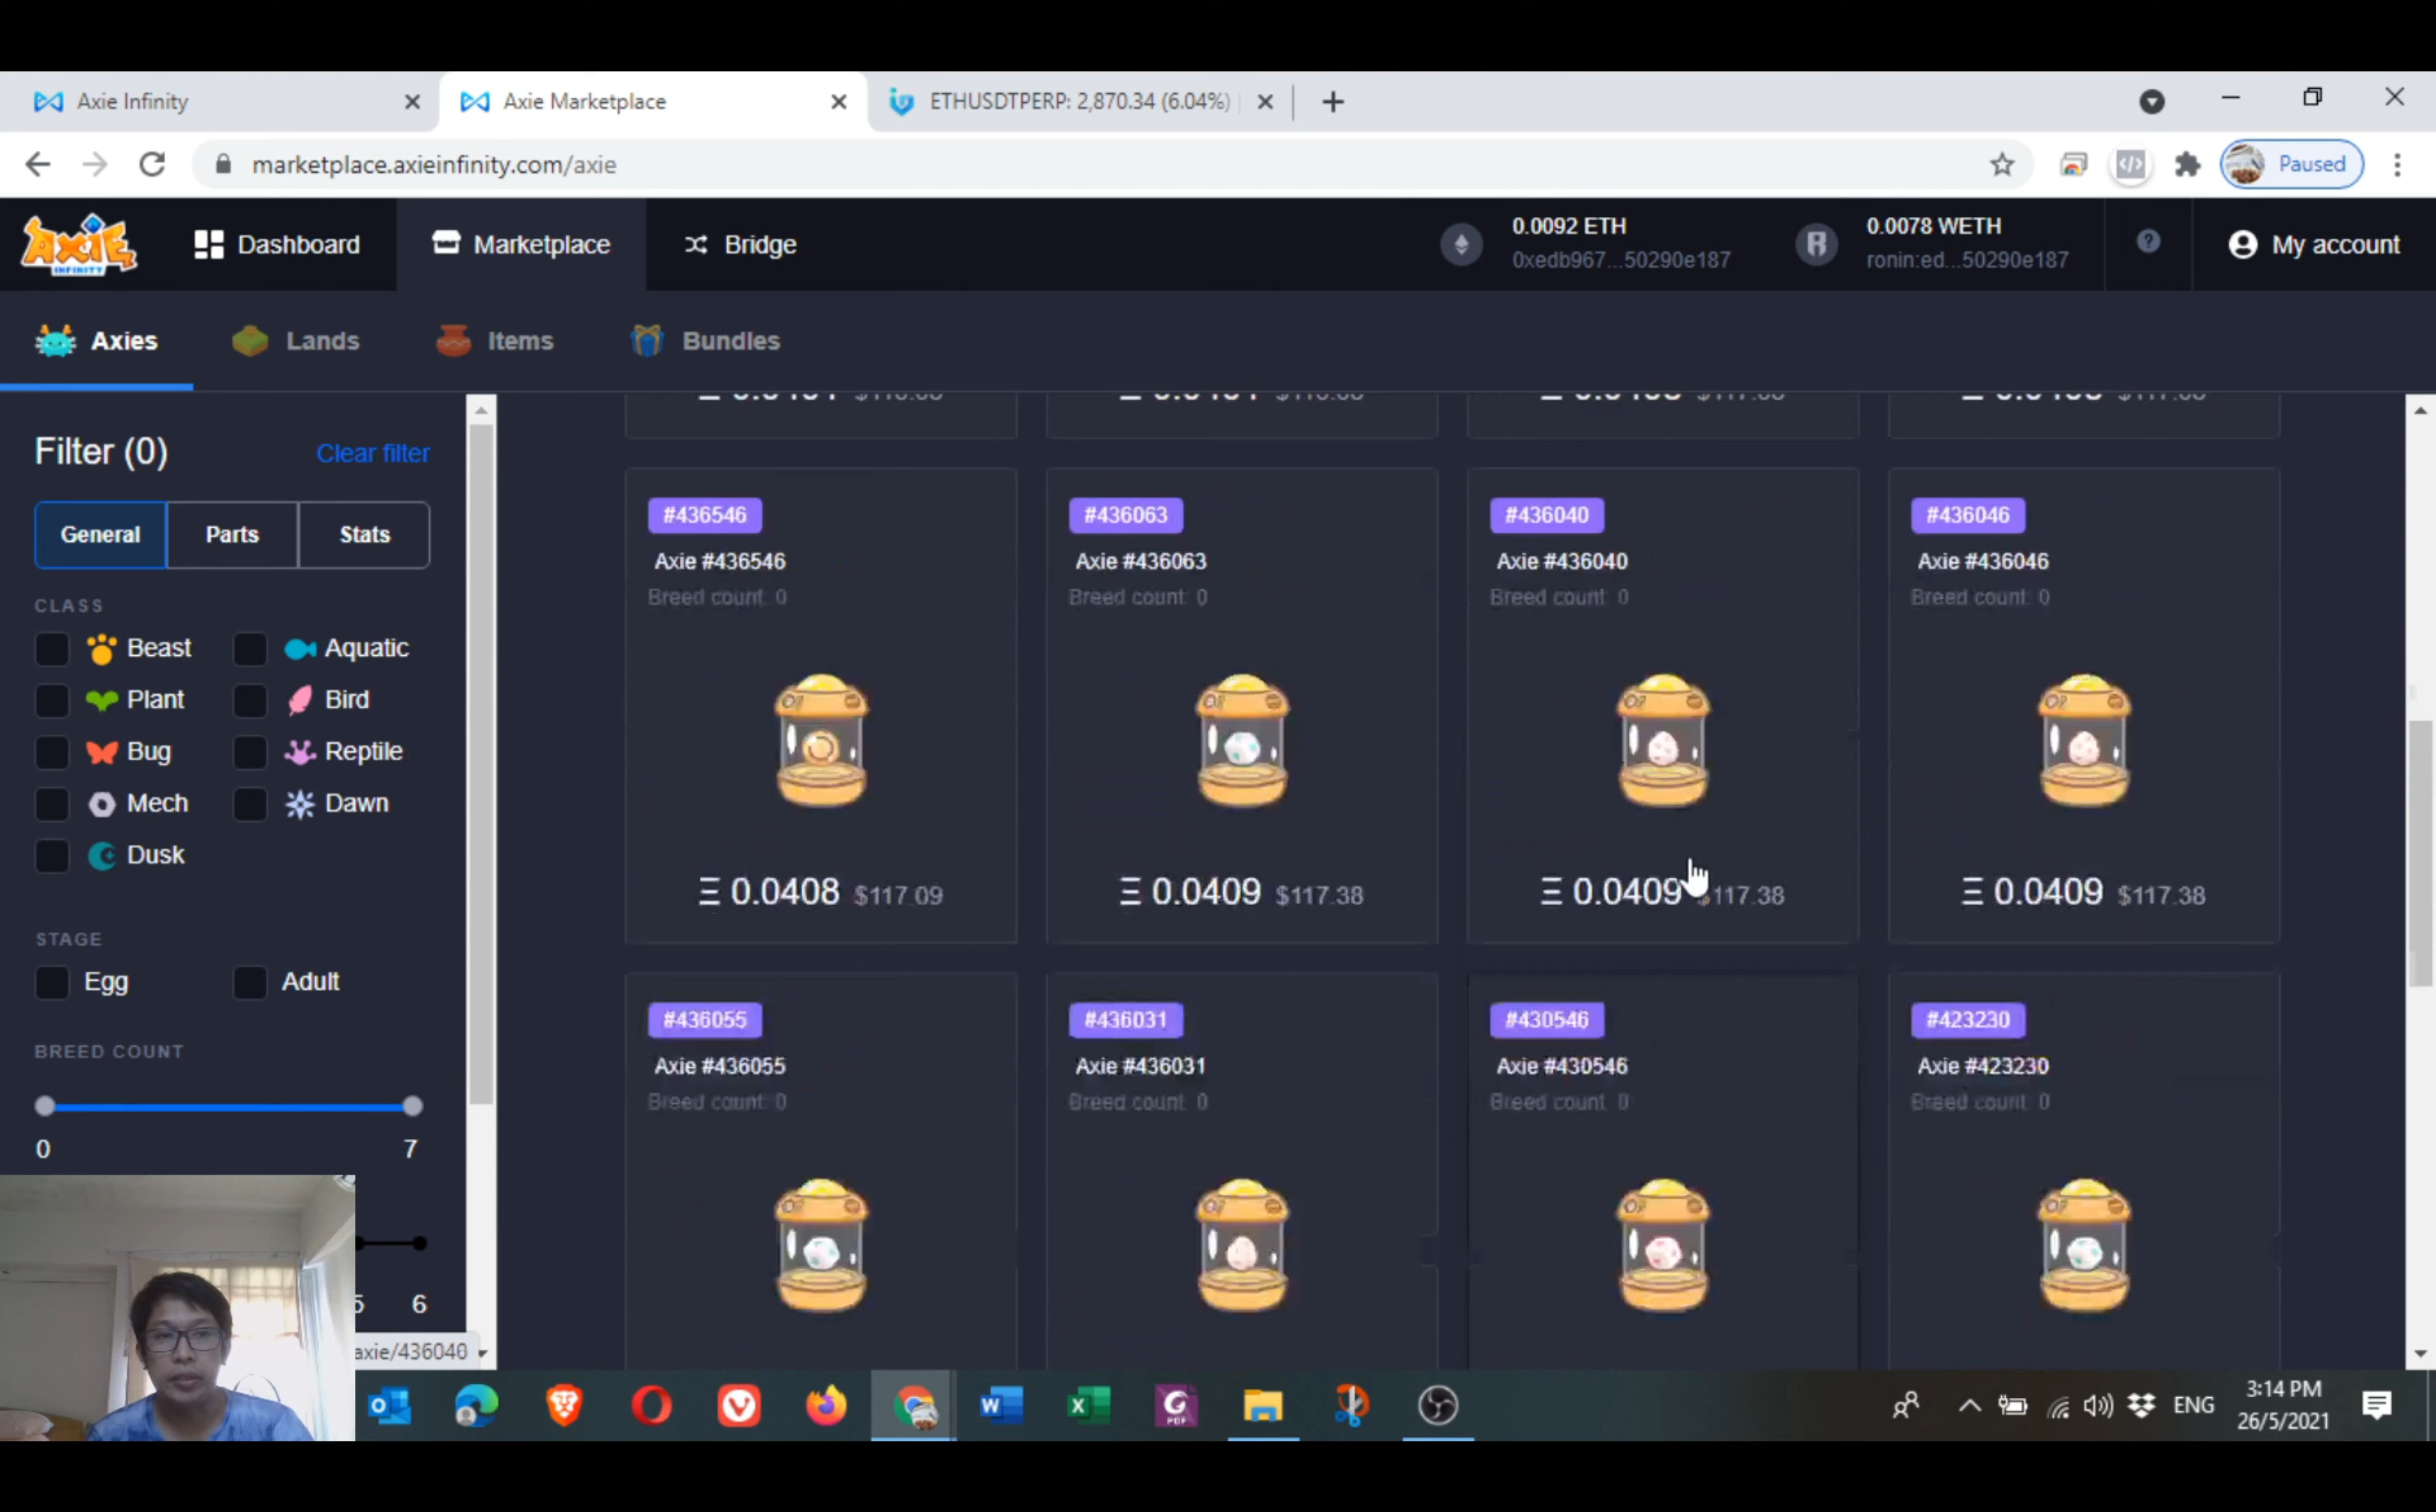 Axie Infinity
Axie Marketplace
ETHUSDTPERP: 2,870.34 (6.04%)
marketplace.axieinfinity.com/axie
Paused
AXIE INFINITY
Dashboard
Marketplace
Bridge
0.0092 ETH
0xedb967...50290e187
0.0078 WETH
ronin:ed...50290e187
My account
Axies
Lands
Items
Bundles
Filter (0)
Clear filter
General
Parts
Stats
CLASS
Beast
Aquatic
Plant
Bird
Bug
Reptile
Mech
Dawn
Dusk
STAGE
Egg
Adult
BREED COUNT
0
7
5
6
axie/436040
#436546
Axie #436546
Breed count: 0
Ξ 0.0408 $117.09
#436063
Axie #436063
Breed count: 0
Ξ 0.0409 $117.38
#436040
Axie #436040
Breed count: 0
Ξ 0.0409 $117.38
#436046
Axie #436046
Breed count: 0
Ξ 0.0409 $117.38
#436055
Axie #436055
Breed count: 0
#436031
Axie #436031
Breed count: 0
#430546
Axie #430546
Breed count: 0
#423230
Axie #423230
Breed count: 0
ENG
3:14 PM
26/5/2021